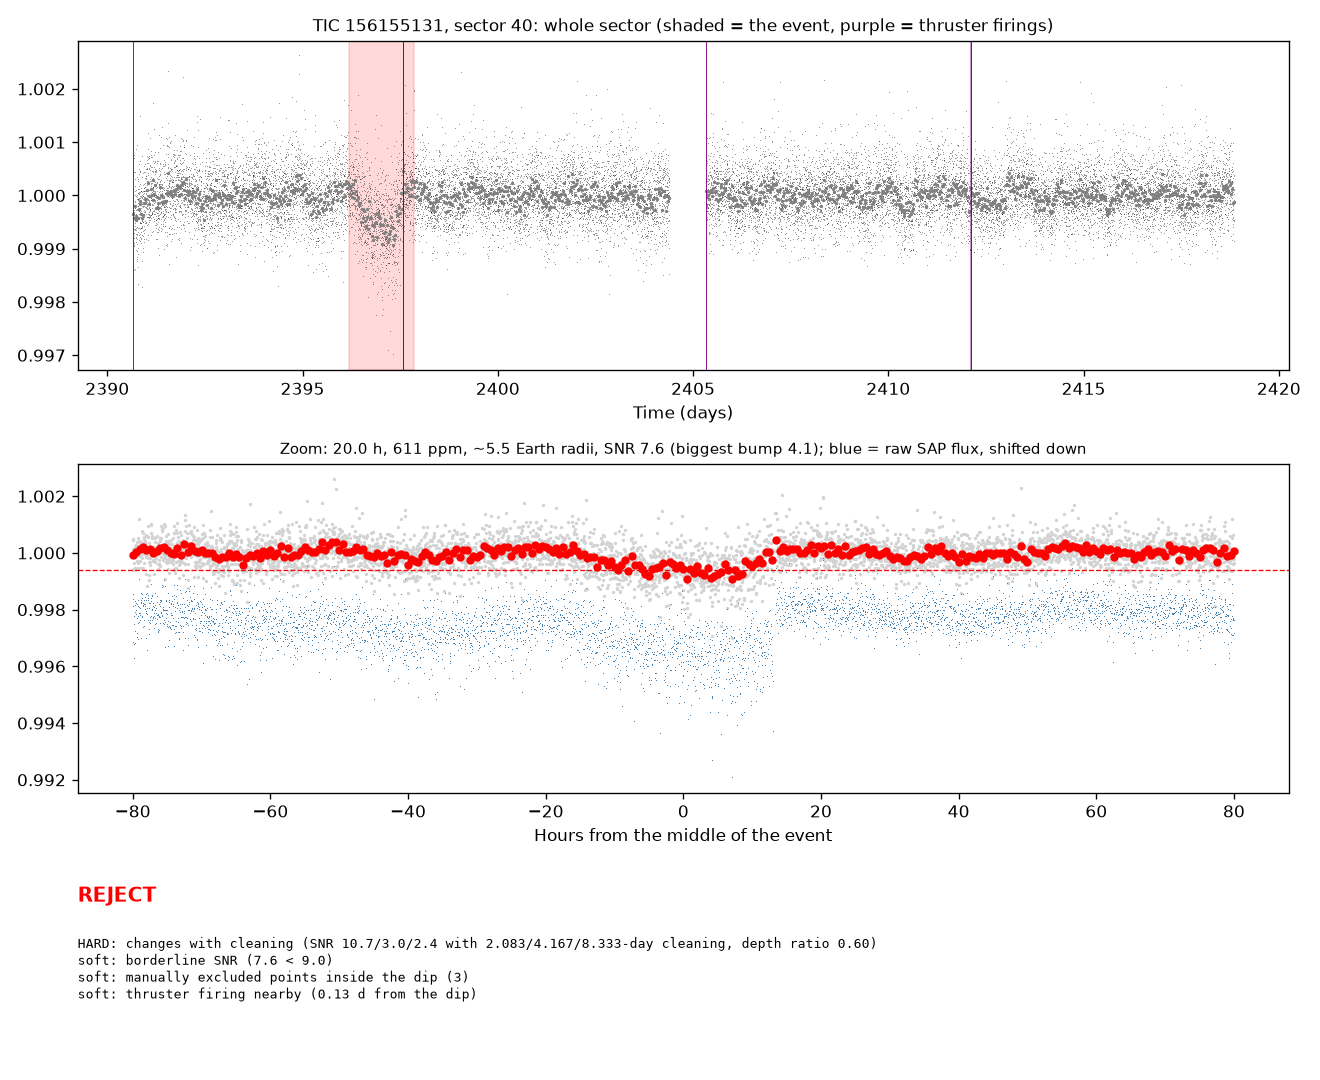 TIC 156155131, sector 40: whole sector (shaded = the event, purple = thruster firings)
1.002
1.001
1.000
0.999
0.998
0.997
2390 2395 2400 2405 2410 2415 2420
Time (days)
Zoom: 20.0 h, 611 ppm, ~5.5 Earth radii, SNR 7.6 (biggest bump 4.1); blue = raw SAP flux, shifted down
1.002
1.000
0.998
0.996
0.994
0.992
−80 −60 −40 −20 0 20 40 60 80
Hours from the middle of the event
REJECT
HARD: changes with cleaning (SNR 10.7/3.0/2.4 with 2.083/4.167/8.333-day cleaning, depth ratio 0.60)
soft: borderline SNR (7.6 < 9.0)
soft: manually excluded points inside the dip (3)
soft: thruster firing nearby (0.13 d from the dip)